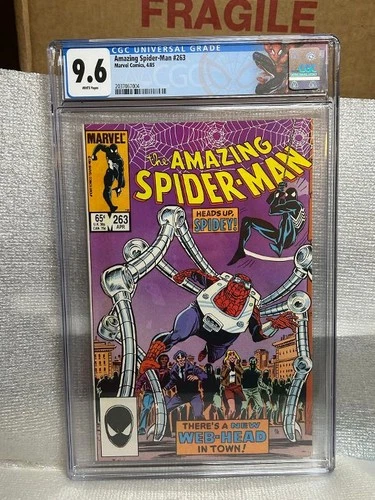 FRAGILE
CGC UNIVERSAL GRADE
9.6
WHITE Pages
Amazing Spider-Man #263
Marvel Comics, 4/85
MARVEL
65¢
263
APR
the AMAZING
SPIDER-MAN
HEADS UP,
SPIDEY!
THERE'S A NEW
WEB-HEAD
IN TOWN!